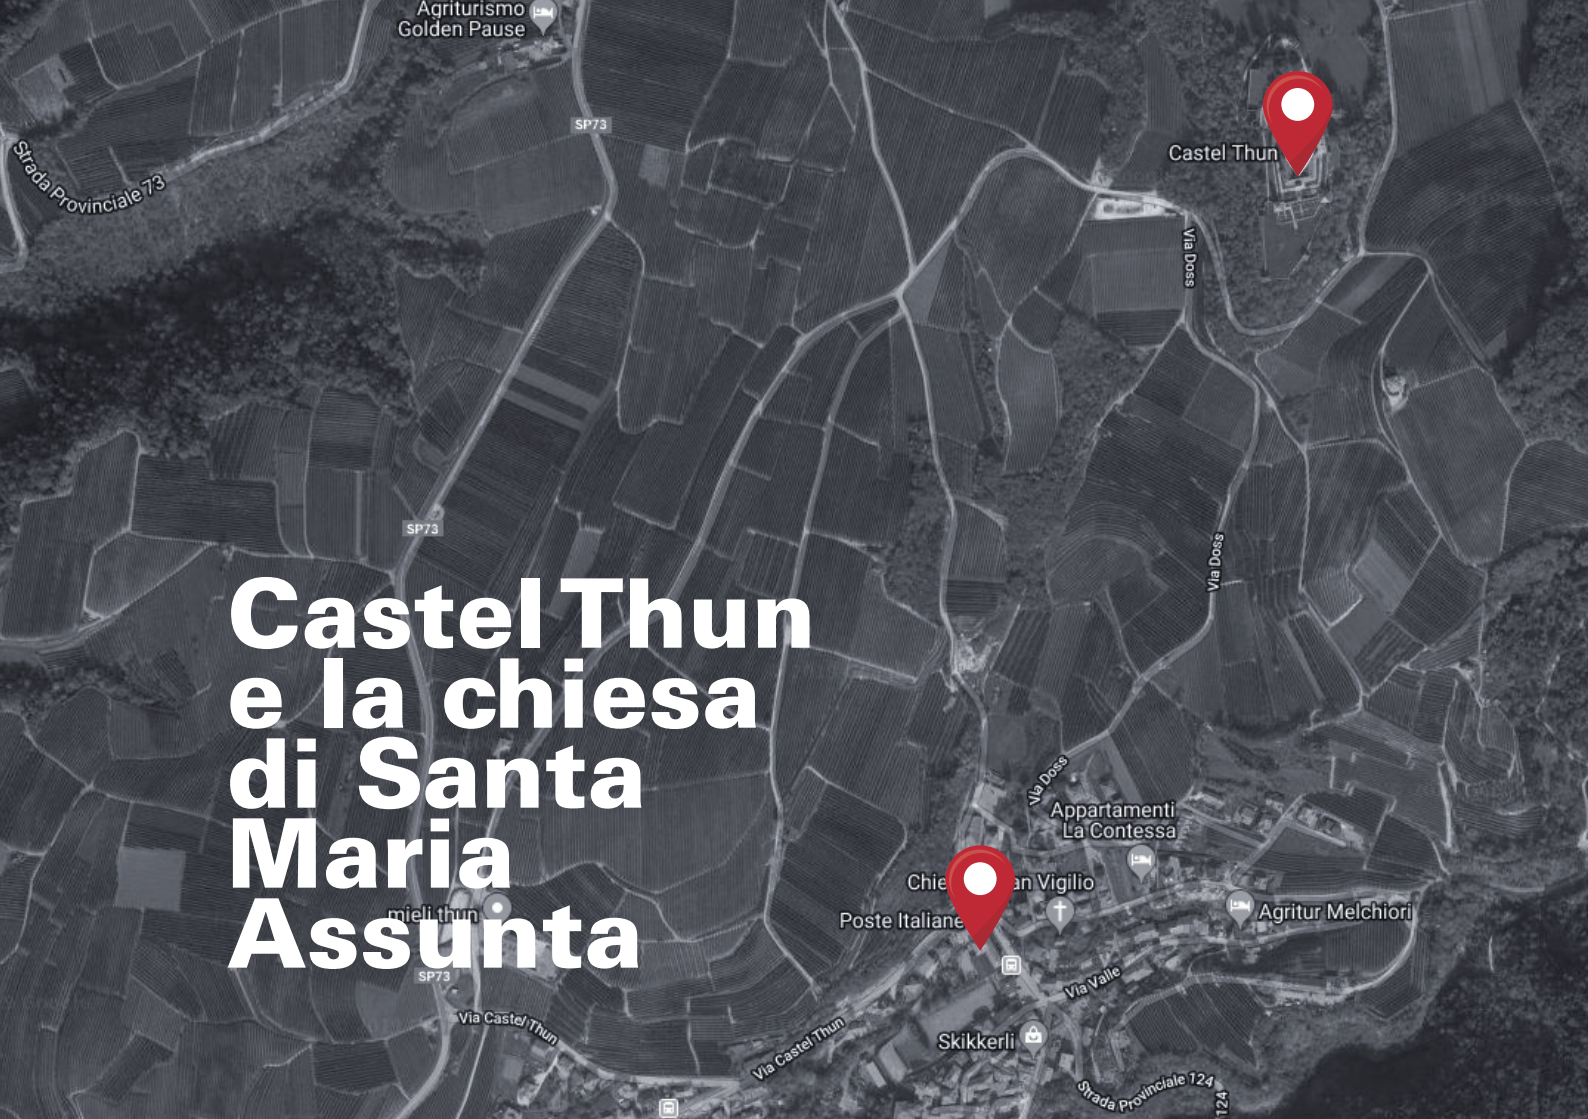 Agriturismo
Golden Pause
SP73
Strada Provinciale 73
Castel Thun
Via Doss
SP73
Via Doss
Castel Thun
e la chiesa
di Santa
Maria
Assunta
Via Doss
Appartamenti
La Contessa
Chie an Vigilio
mieli thun
Poste Italiane
Agritur Melchiori
SP73
Via Valle
Via Castel Thun
Via Castel Thun
Skikkerli
Strada Provinciale 124
124